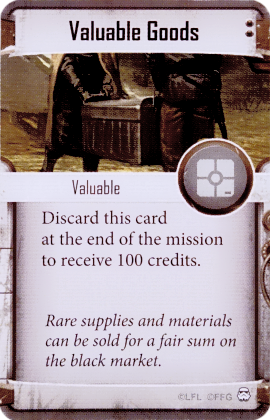 Valuable Goods
Valuable
Discard this card
at the end of the mission
to receive 100 credits.
Rare supplies and materials
can be sold for a fair sum on
the black market.
©LFL ©FFG